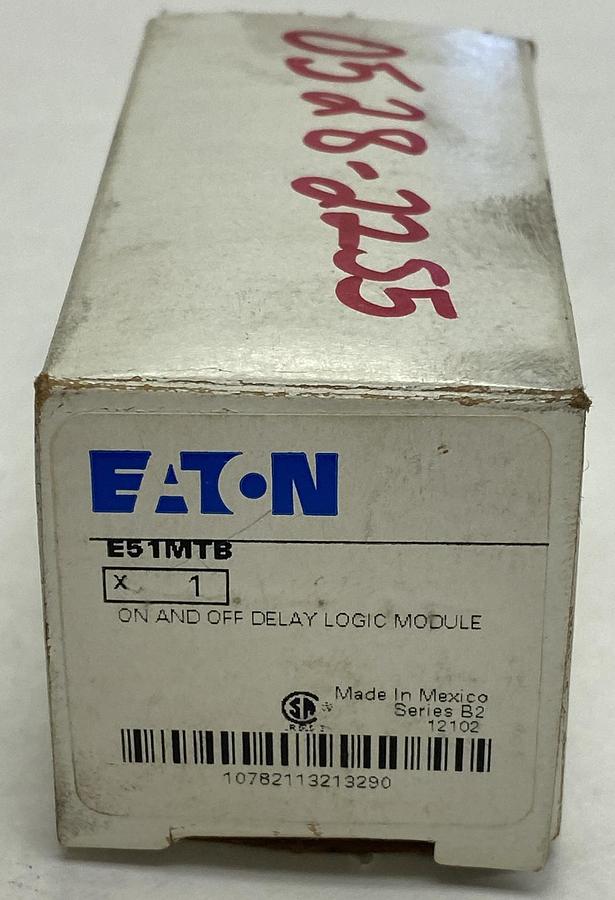 0528-2255
EATON
E51MTB
X 1
ON AND OFF DELAY LOGIC MODULE
Made In Mexico
Series B2
12102
10782113213290